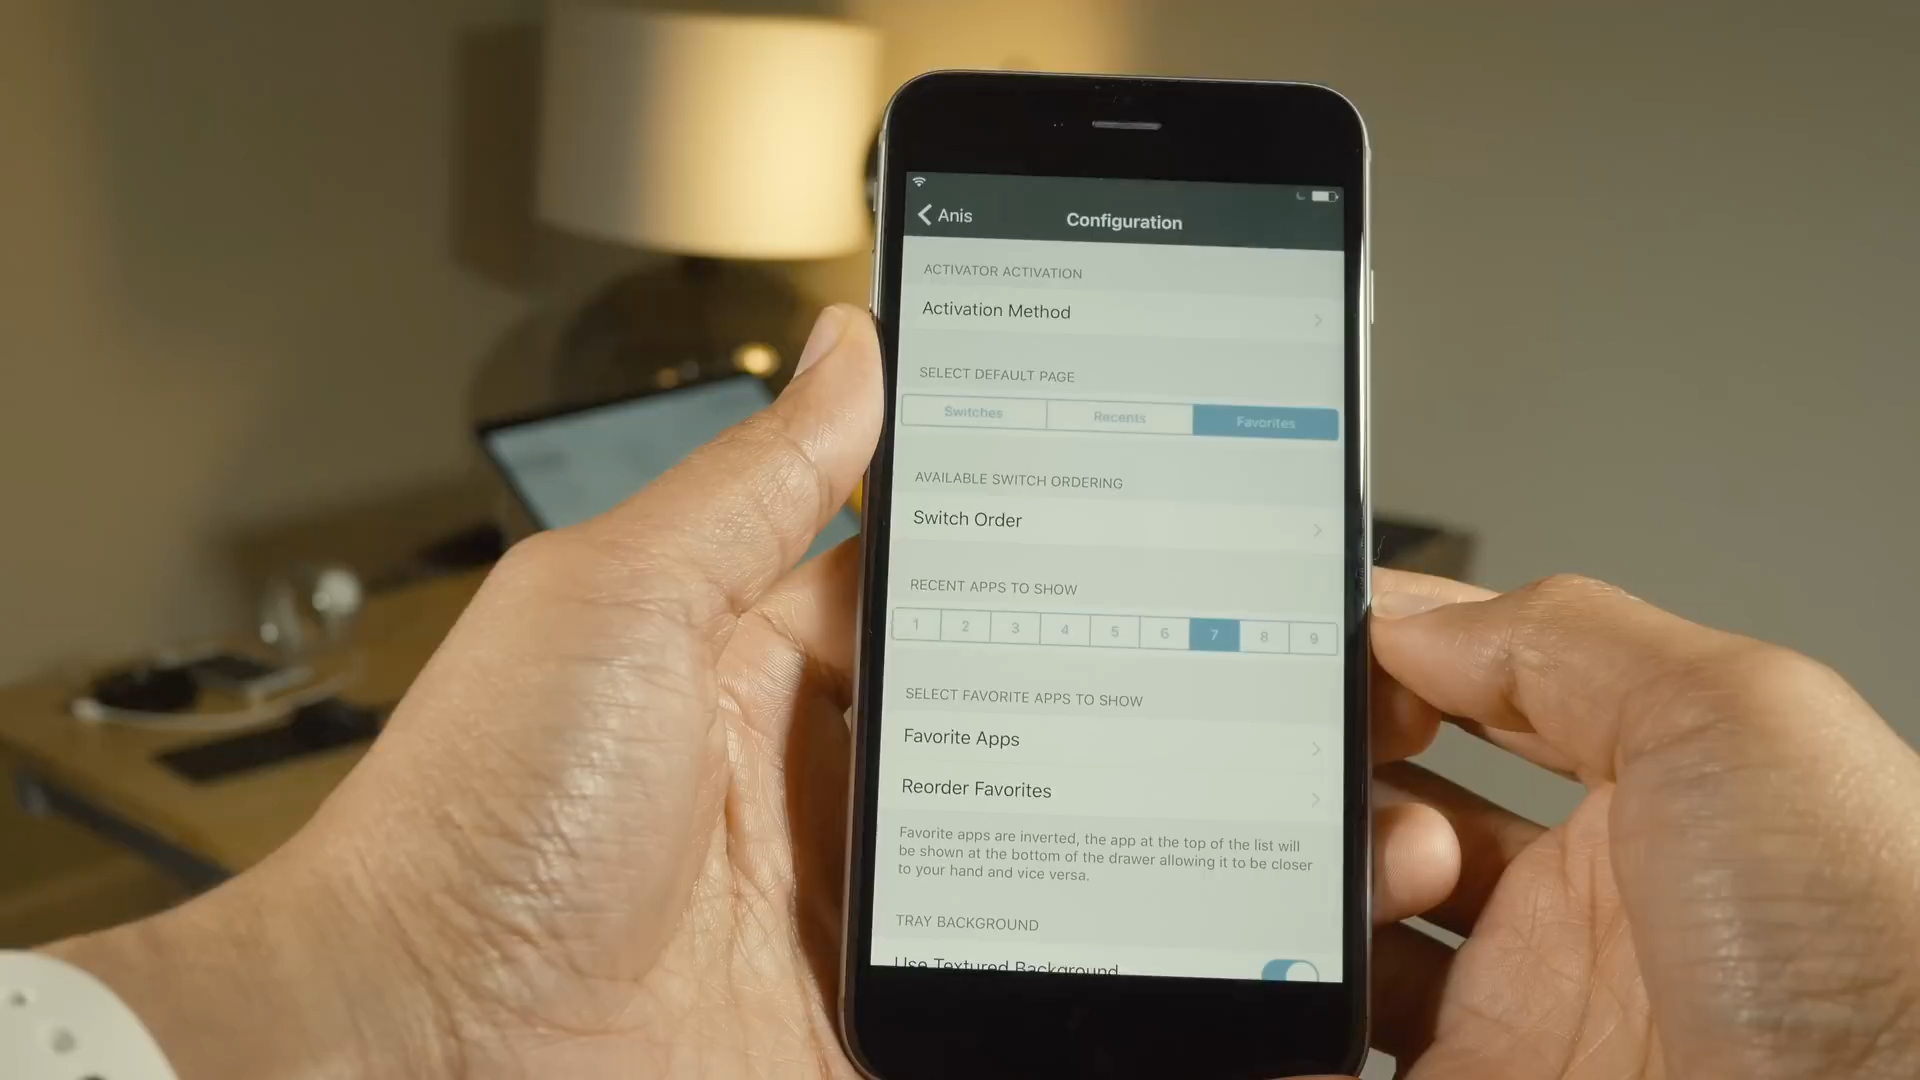 Anis
Configuration
ACTIVATOR ACTIVATION
Activation Method
SELECT DEFAULT PAGE
Switches Recents Favorites
AVAILABLE SWITCH ORDERING
Switch Order
RECENT APPS TO SHOW
1 2 3 4 5 6 7 8 9
SELECT FAVORITE APPS TO SHOW
Favorite Apps
Reorder Favorites
Favorite apps are inverted, the app at the top of the list will
be shown at the bottom of the drawer allowing it to be closer
to your hand and vice versa.
TRAY BACKGROUND
Use Textured Background